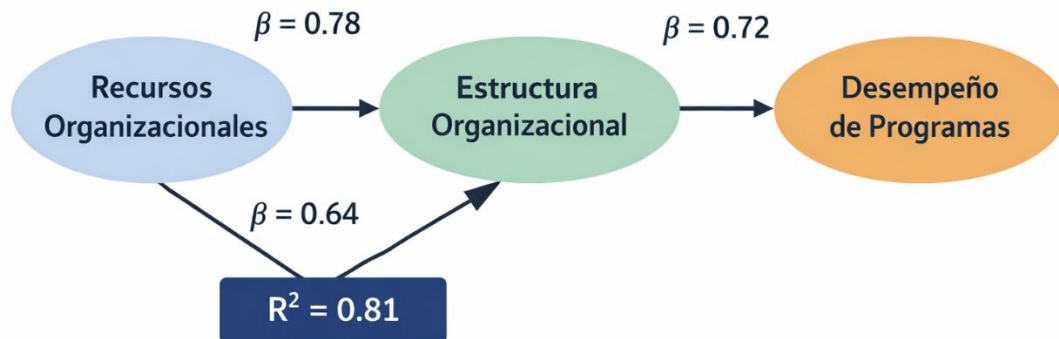 β = 0.78
β = 0.72
Recursos
Organizacionales
Estructura
Organizacional
Desempeño
de Programas
β = 0.64
R² = 0.81